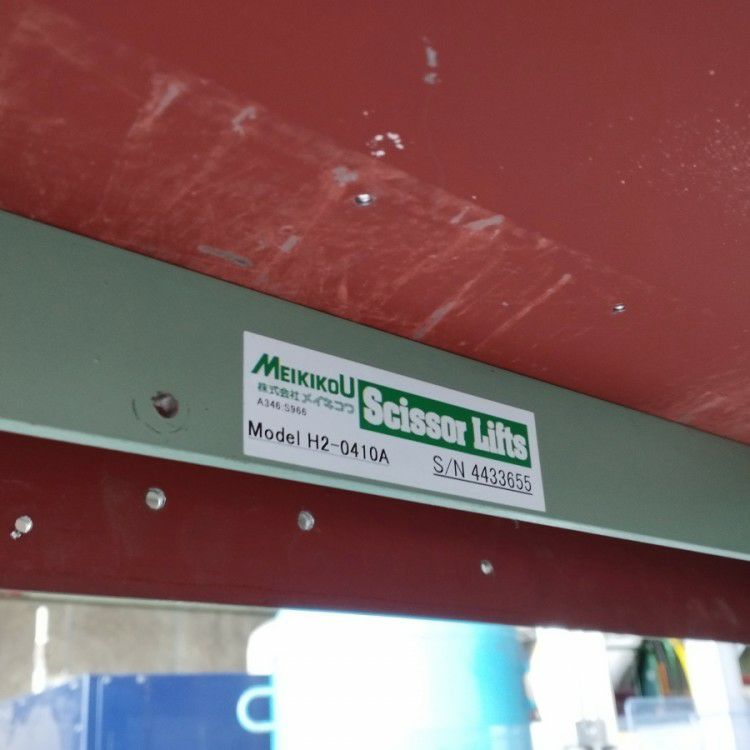 MEIKIKOU
株式会社 メイキコウ
A346.S966
Scissor Lifts
Model H2-0410A
S/N 4433655